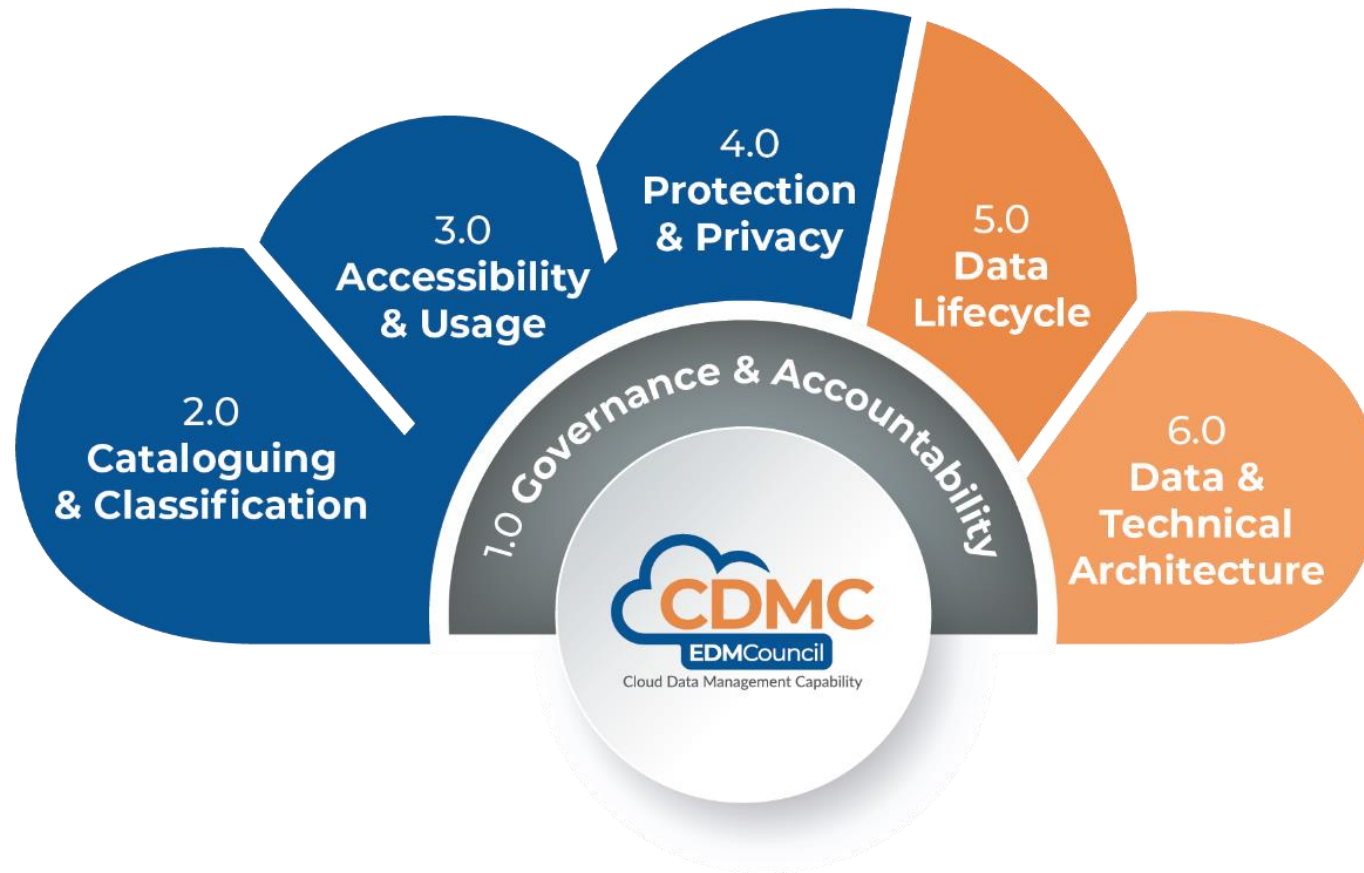 4.0
Protection
& Privacy
3.0
Accessibility
& Usage
5.0
Data
Lifecycle
2.0
Cataloguing
& Classification
1.0 Governance & Accountability
6.0
Data &
Technical
Architecture
CDMC
EDMCouncil
Cloud Data Management Capability